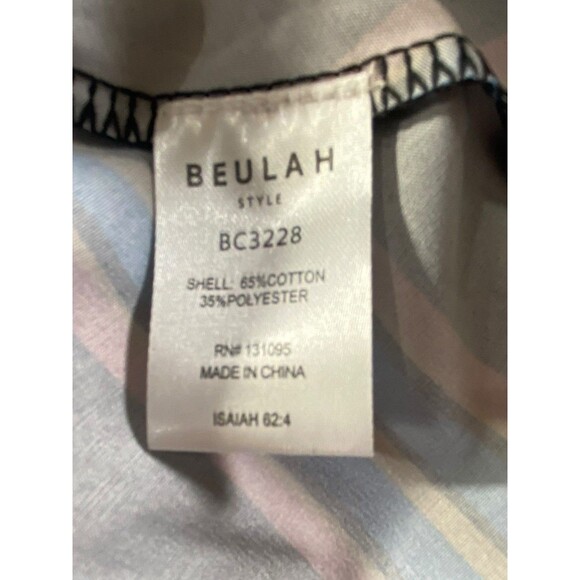 BEULAH
STYLE
BC3228
SHELL: 65%COTTON
35%POLYESTER
RN# 131095
MADE IN CHINA
ISAIAH 62:4